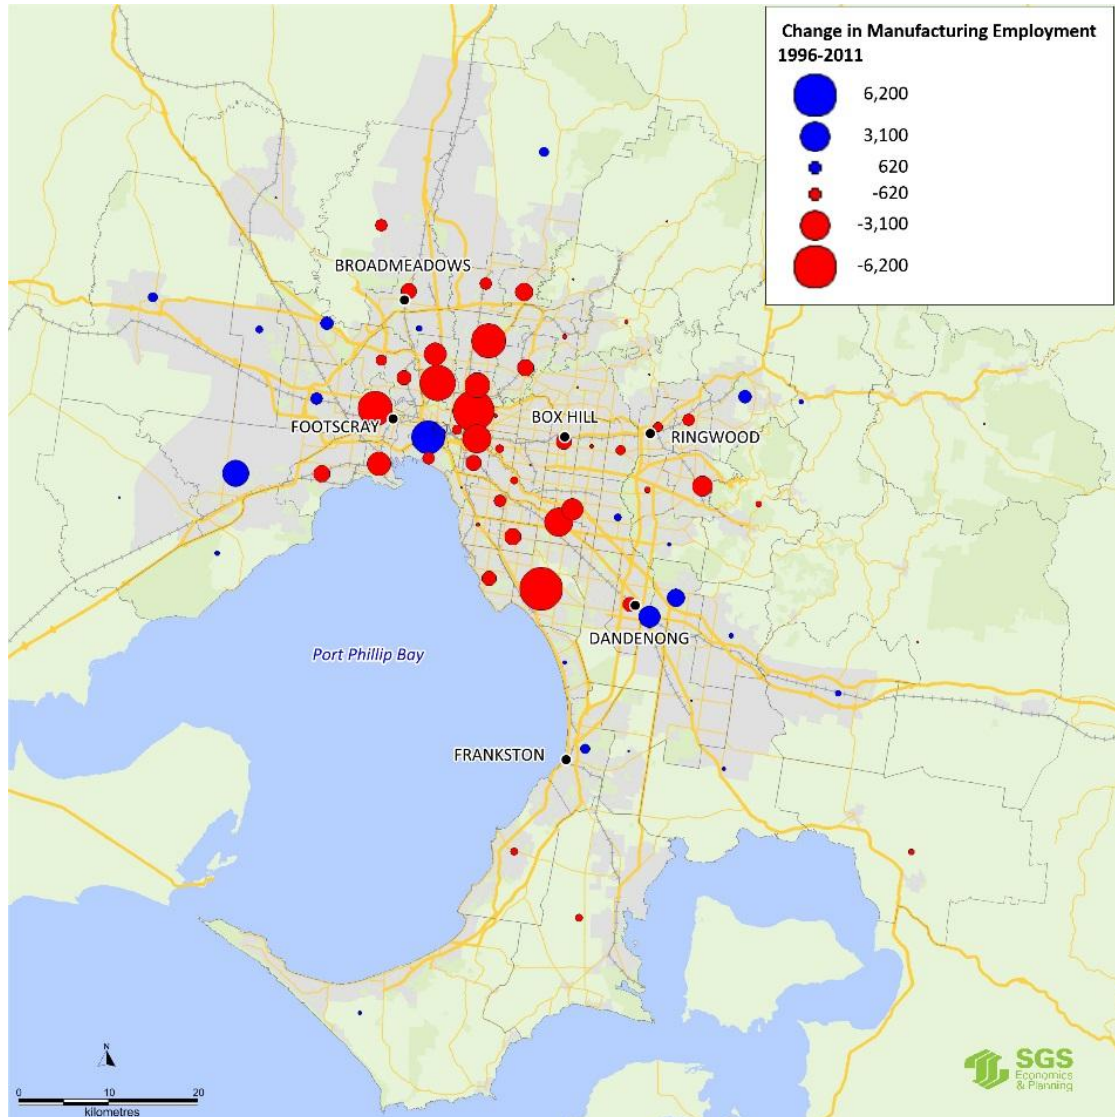 Change in Manufacturing Employment
1996-2011
6,200
3,100
620
-620
-3,100
-6,200
BROADMEADOWS
FOOTSCRAY
BOX HILL
RINGWOOD
DANDENONG
Port Phillip Bay
FRANKSTON
N
0 10 20
kilometres
SGS
Economics
& Planning